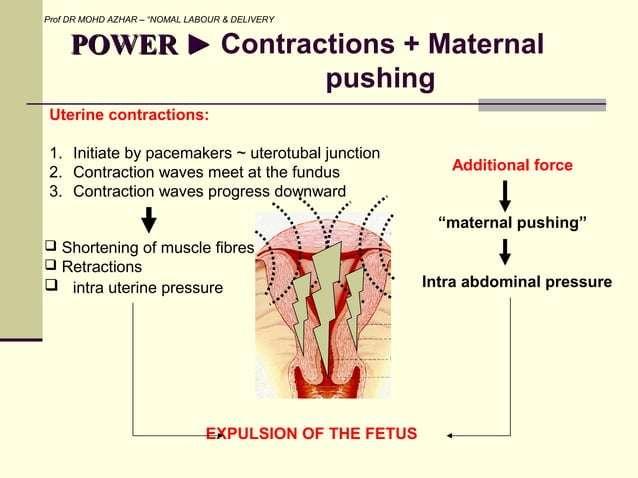 Prof DR MOHD AZHAR – “NOMAL LABOUR & DELIVERY
POWER ► Contractions + Maternal
pushing
Uterine contractions:
1. Initiate by pacemakers ~ uterotubal junction
2. Contraction waves meet at the fundus
3. Contraction waves progress downward
❑ Shortening of muscle fibres
❑ Retractions
❑ intra uterine pressure
Additional force
“maternal pushing”
Intra abdominal pressure
EXPULSION OF THE FETUS